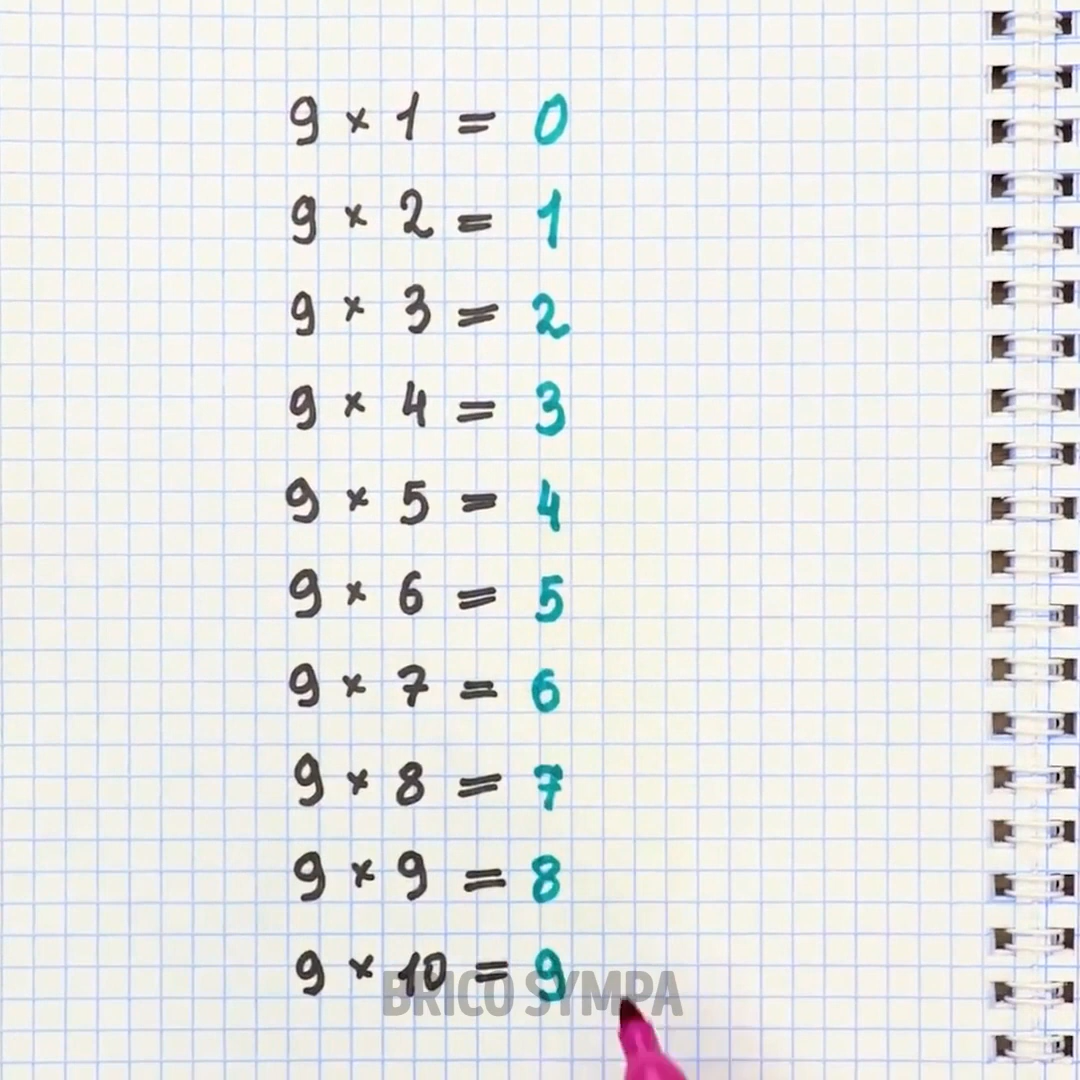 9 × 1 = 0
9 × 2 = 1
9 × 3 = 2
9 × 4 = 3
9 × 5 = 4
9 × 6 = 5
9 × 7 = 6
9 × 8 = 7
9 × 9 = 8
9 × 10 = 9
BRICO SYMPA